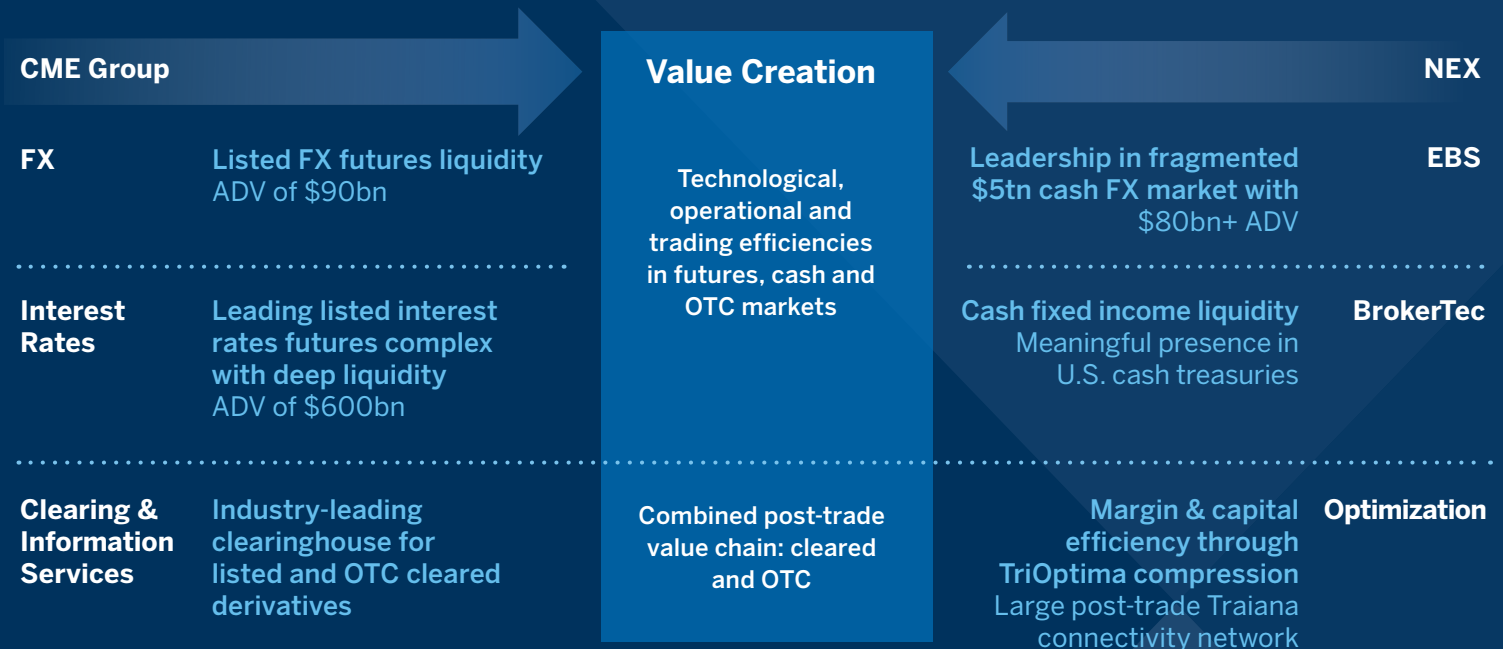 CME Group
Value Creation
NEX
FX
Listed FX futures liquidity
ADV of $90bn
Technological,
operational and
trading efficiencies
in futures, cash and
OTC markets
Leadership in fragmented
$5tn cash FX market with
$80bn+ ADV
EBS
Interest
Rates
Leading listed interest
rates futures complex
with deep liquidity
ADV of $600bn
Cash fixed income liquidity
Meaningful presence in
U.S. cash treasuries
BrokerTec
Clearing &
Information
Services
Industry-leading
clearinghouse for
listed and OTC cleared
derivatives
Combined post-trade
value chain: cleared
and OTC
Margin & capital
efficiency through
TriOptima compression
Large post-trade Traiana
connectivity network
Optimization